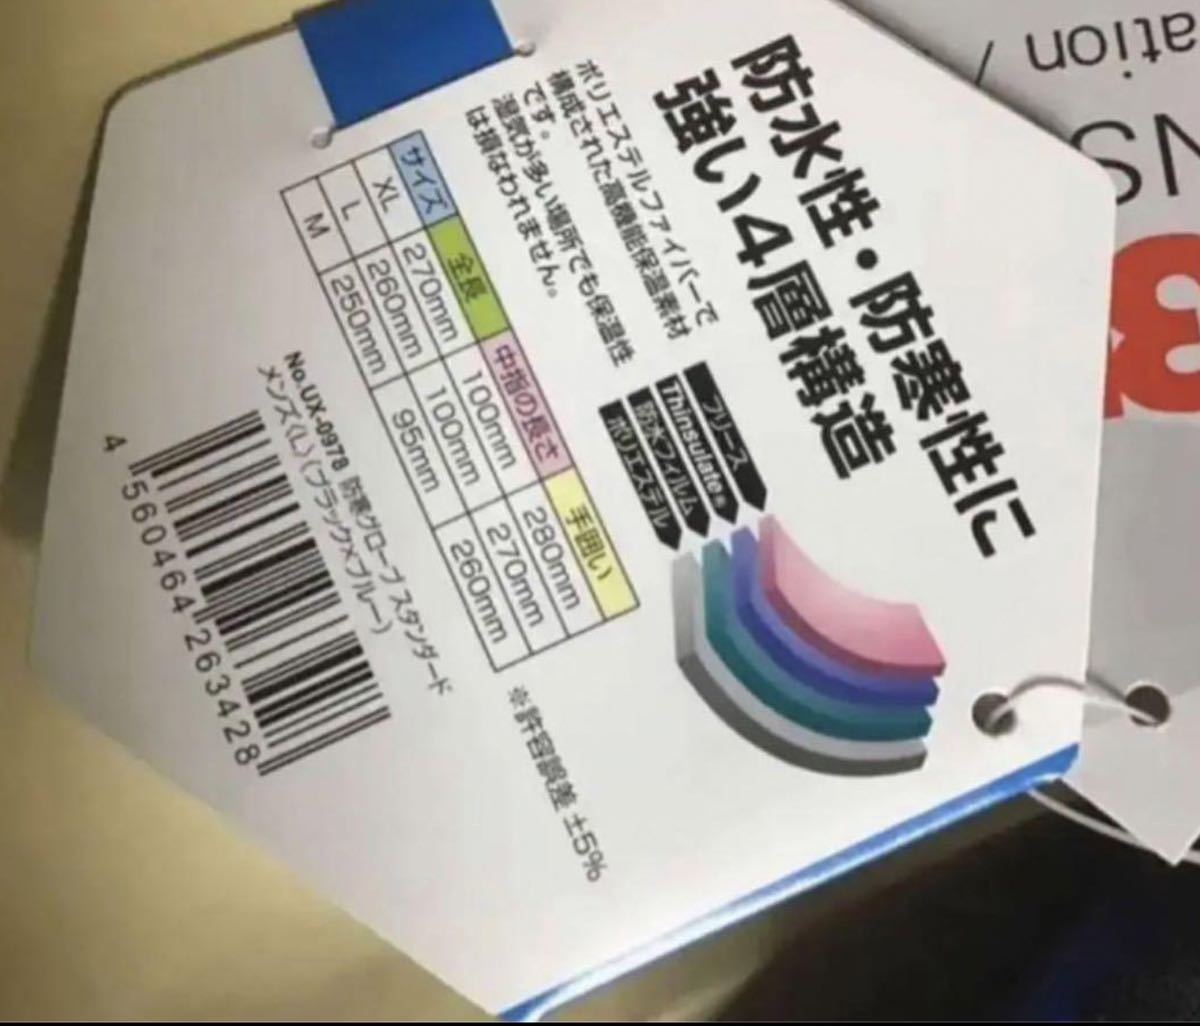 防水性・防寒性に
強い4層構造
ポリエステルファイバーで
構成された高機能保温素材
です。
湿気が多い場所でも保温性
は損なわれません。
フリース
Thinsulate
防水フィルム
ポリエステル
サイズ 全長 中指の長さ 手囲い
XL 270mm 100mm 280mm
L 260mm 100mm 270mm
M 250mm 95mm 260mm
※許容誤差 ±5%
No.UX-0978 防寒グローブ スタンダード
メンズ〈L〉(ブラック×ブルー)
4 560464 263428
ation /
NS
3